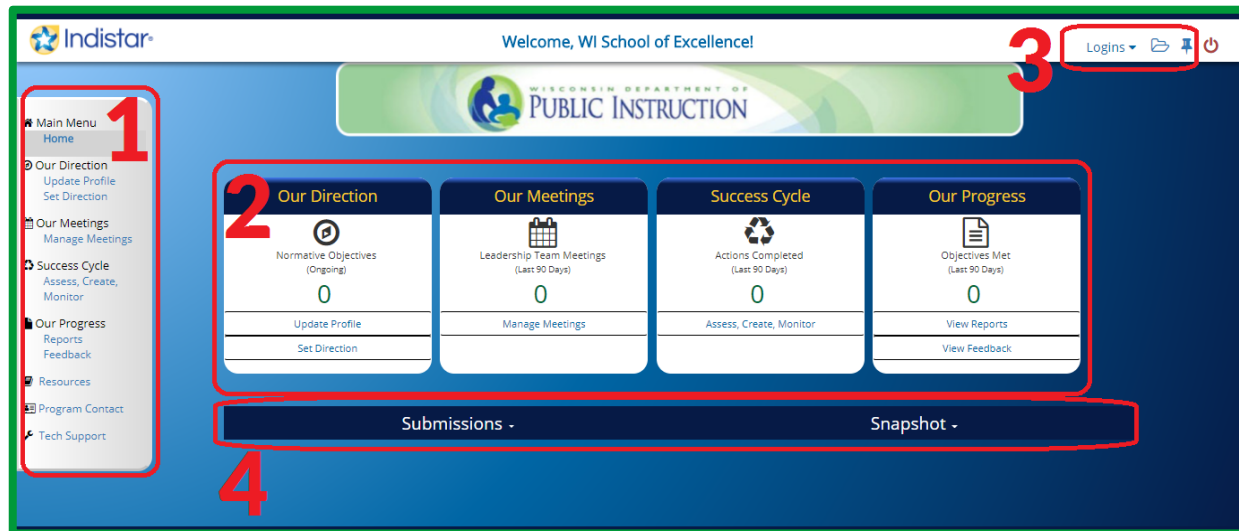 Indistar®
Welcome, WI School of Excellence!
3
Logins
WISCONSIN DEPARTMENT OF
PUBLIC INSTRUCTION
1
Main Menu
Home
Our Direction
Update Profile
Set Direction
Our Meetings
Manage Meetings
Success Cycle
Assess, Create,
Monitor
Our Progress
Reports
Feedback
Resources
Program Contact
Tech Support
2
Our Direction
Normative Objectives
(Ongoing)
0
Update Profile
Set Direction
Our Meetings
Leadership Team Meetings
(Last 90 Days)
0
Manage Meetings
Success Cycle
Actions Completed
(Last 90 Days)
0
Assess, Create, Monitor
Our Progress
Objectives Met
(Last 90 Days)
0
View Reports
View Feedback
4
Submissions
Snapshot